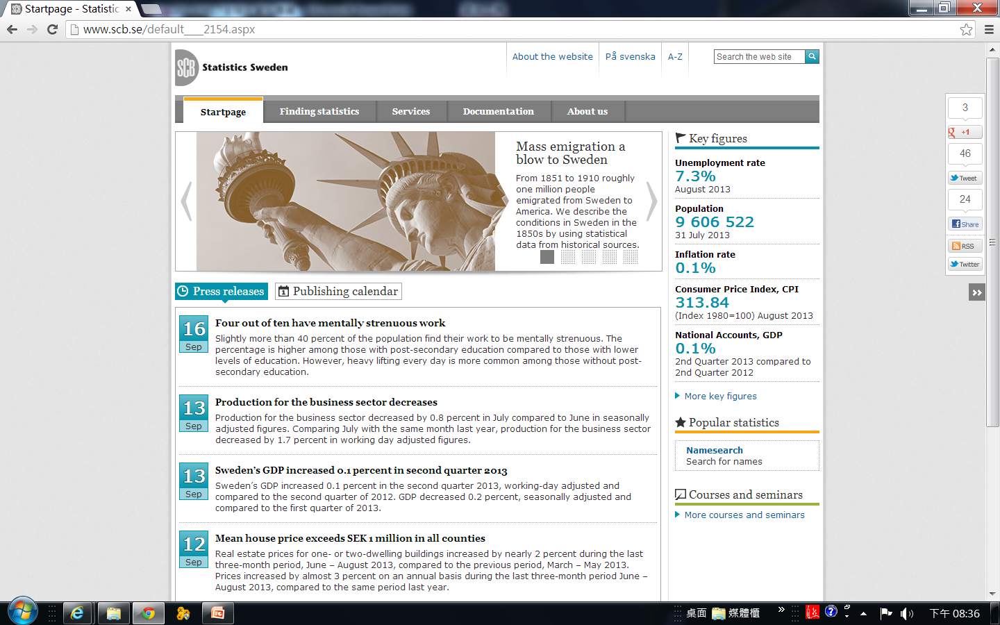 Startpage - Statistic
www.scb.se/default____2154.aspx
SCB Statistics Sweden
About the website
På svenska
A-Z
Search the web site
Startpage
Finding statistics
Services
Documentation
About us
Mass emigration a
blow to Sweden
From 1851 to 1910 roughly
one million people
emigrated from Sweden to
America. We describe the
conditions in Sweden in the
1850s by using statistical
data from historical sources.
Press releases
Publishing calendar
16
Sep
Four out of ten have mentally strenuous work
Slightly more than 40 percent of the population find their work to be mentally strenuous. The
percentage is higher among those with post-secondary education compared to those with lower
levels of education. However, heavy lifting every day is more common among those without post-
secondary education.
13
Sep
Production for the business sector decreases
Production for the business sector decreased by 0.8 percent in July compared to June in seasonally
adjusted figures. Comparing July with the same month last year, production for the business sector
decreased by 1.7 percent in working day adjusted figures.
13
Sep
Sweden’s GDP increased 0.1 percent in second quarter 2013
Sweden’s GDP increased 0.1 percent in the second quarter 2013, working-day adjusted and
compared to the second quarter of 2012. GDP decreased 0.2 percent, seasonally adjusted and
compared to the first quarter of 2013.
12
Sep
Mean house price exceeds SEK 1 million in all counties
Real estate prices for one- or two-dwelling buildings increased by nearly 2 percent during the last
three-month period, June – August 2013, compared to the previous period, March – May 2013.
Prices increased by almost 3 percent on an annual basis during the last three-month period June –
August 2013, compared to the same period last year.
Key figures
Unemployment rate
7.3%
August 2013
Population
9 606 522
31 July 2013
Inflation rate
0.1%
Consumer Price Index, CPI
313.84
(Index 1980=100) August 2013
National Accounts, GDP
0.1%
2nd Quarter 2013 compared to
2nd Quarter 2012
More key figures
Popular statistics
Namesearch
Search for names
Courses and seminars
More courses and seminars
3
+1
46
Tweet
24
Share
RSS
Twitter
桌面
媒體櫃
下午 08:36